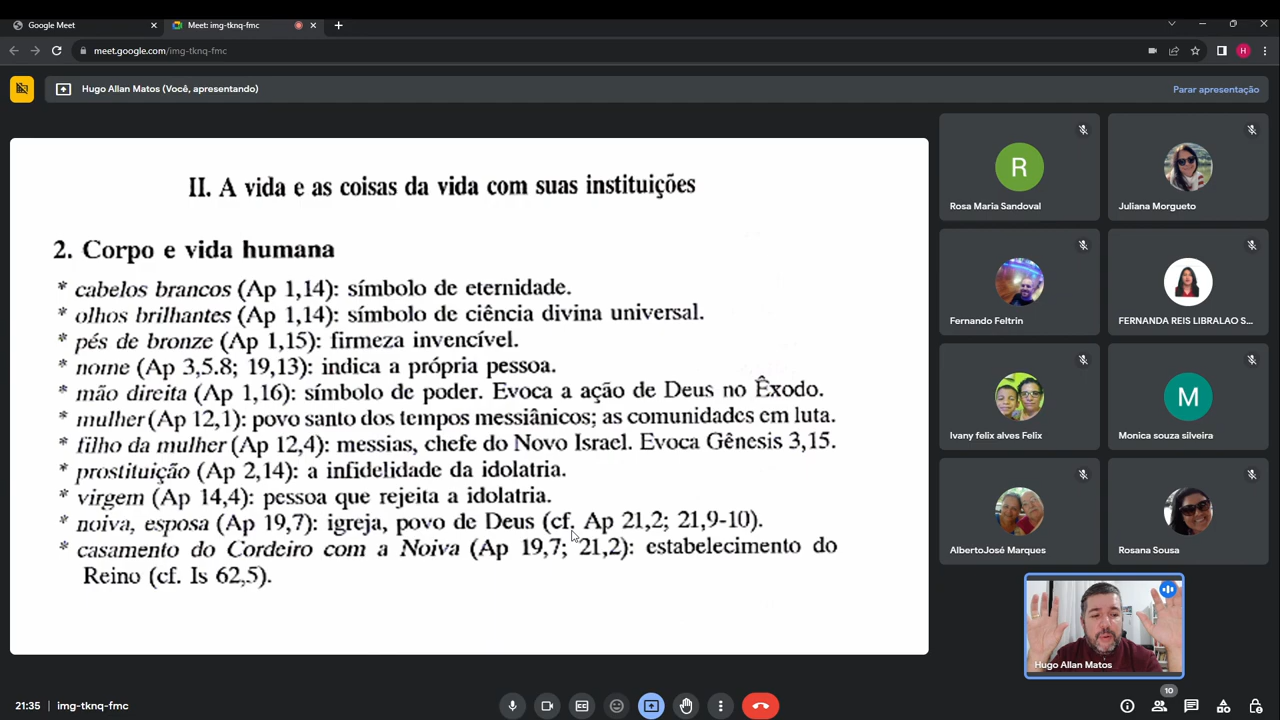 Google Meet
Meet: img-tknq-fmc
meet.google.com/img-tknq-fmc
H
Hugo Allan Matos (Você, apresentando)
Parar apresentação
II. A vida e as coisas da vida com suas instituições
2. Corpo e vida humana
* cabelos brancos (Ap 1,14): símbolo de eternidade.
* olhos brilhantes (Ap 1,14): símbolo de ciência divina universal.
* pés de bronze (Ap 1,15): firmeza invencível.
* nome (Ap 3,5.8; 19,13): indica a própria pessoa.
* mão direita (Ap 1,16): símbolo de poder. Evoca a ação de Deus no Êxodo.
* mulher (Ap 12,1): povo santo dos tempos messiânicos; as comunidades em luta.
* filho da mulher (Ap 12,4): messias, chefe do Novo Israel. Evoca Gênesis 3,15.
* prostituição (Ap 2,14): a infidelidade da idolatria.
* virgem (Ap 14,4): pessoa que rejeita a idolatria.
* noiva, esposa (Ap 19,7): igreja, povo de Deus (cf. Ap 21,2; 21,9-10).
* casamento do Cordeiro com a Noiva (Ap 19,7; 21,2): estabelecimento do
Reino (cf. Is 62,5).
R
Rosa Maria Sandoval
Juliana Morgueto
Fernando Feltrin
FERNANDA REIS LIBRALAO S...
Ivany felix alves Felix
M
Monica souza silveira
AlbertoJosé Marques
Rosana Sousa
Hugo Allan Matos
21:35
img-tknq-fmc
10